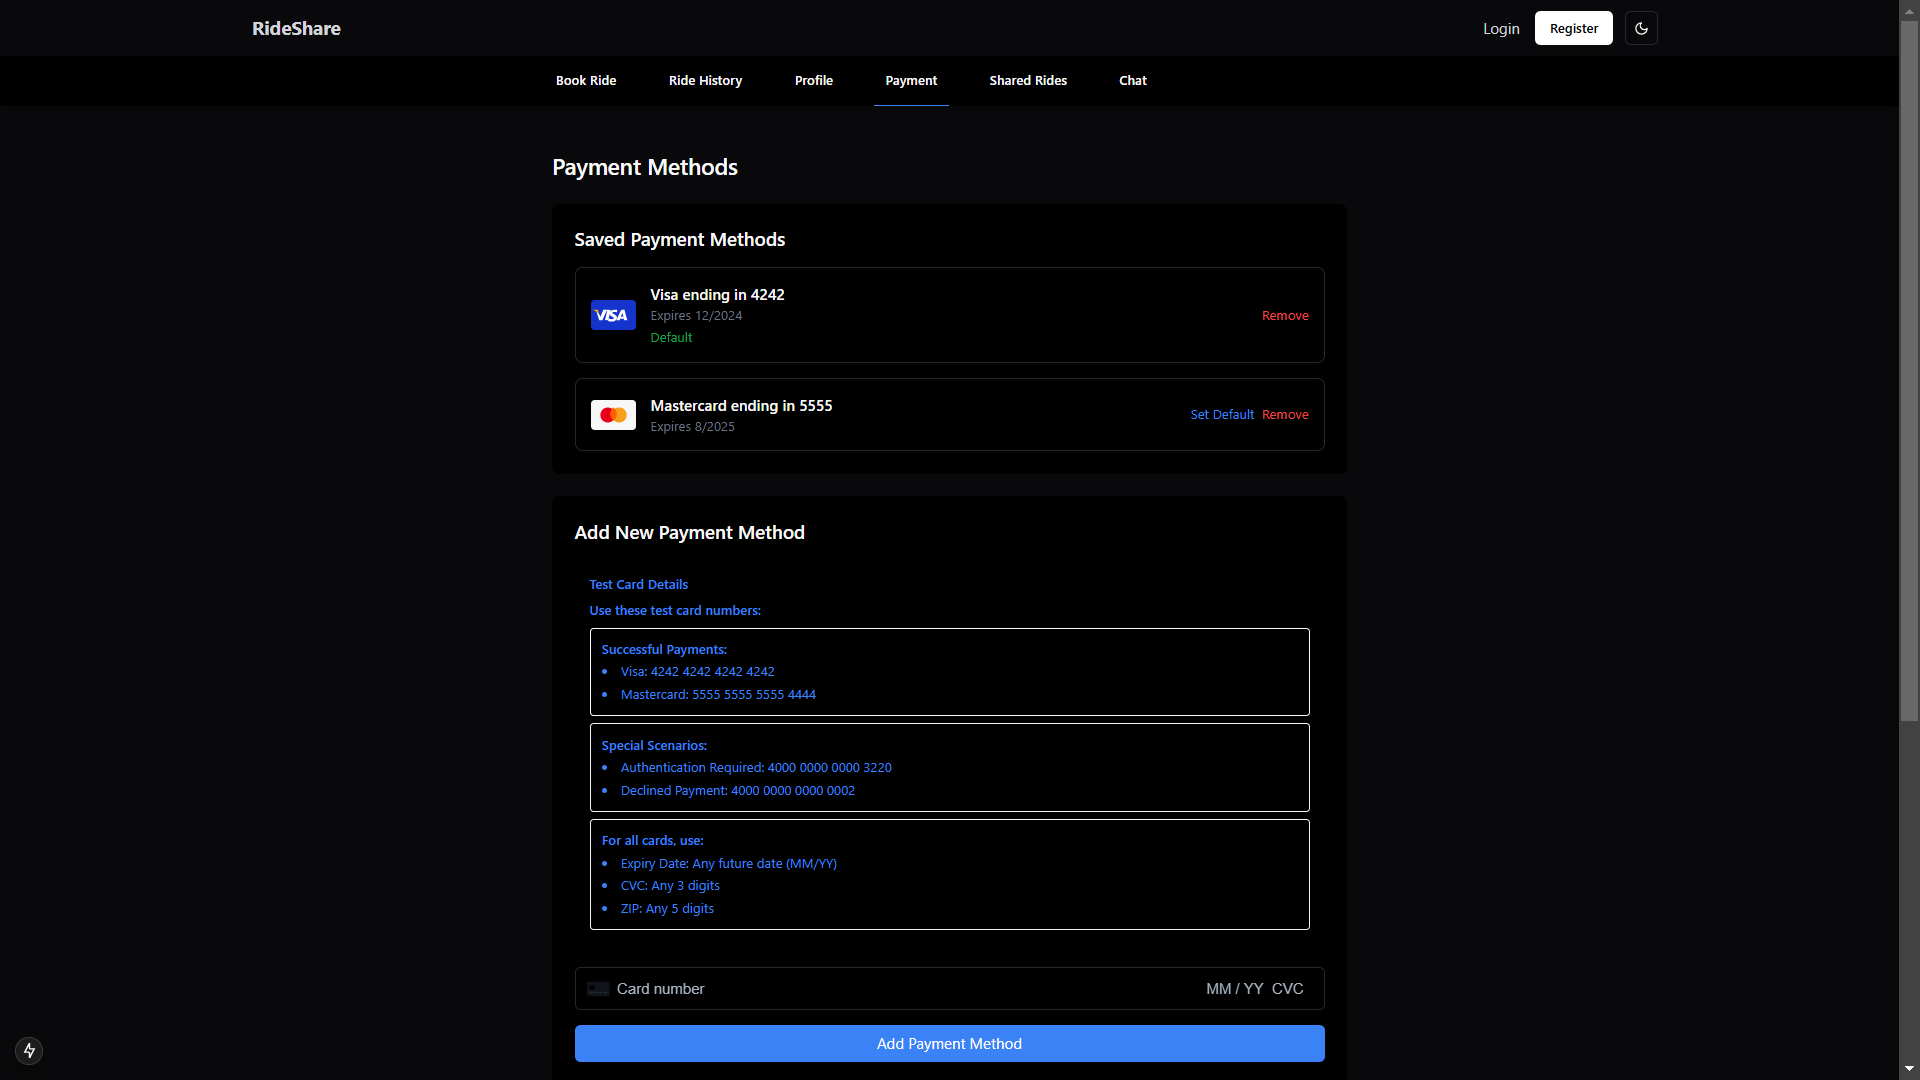 RideShare
Login
Register
Book Ride
Ride History
Profile
Payment
Shared Rides
Chat
Payment Methods
Saved Payment Methods
VISA
Visa ending in 4242
Expires 12/2024
Default
Remove
Mastercard ending in 5555
Expires 8/2025
Set Default
Remove
Add New Payment Method
Test Card Details
Use these test card numbers:
Successful Payments:
Visa: 4242 4242 4242 4242
Mastercard: 5555 5555 5555 4444
Special Scenarios:
Authentication Required: 4000 0000 0000 3220
Declined Payment: 4000 0000 0000 0002
For all cards, use:
Expiry Date: Any future date (MM/YY)
CVC: Any 3 digits
ZIP: Any 5 digits
Card number
MM / YY CVC
Add Payment Method